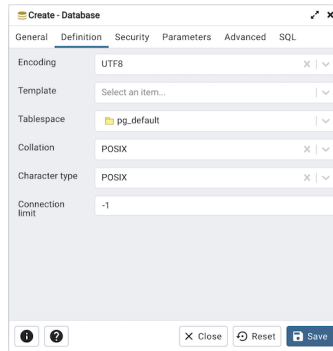 Create - Database
General Definition Security Parameters Advanced SQL
Encoding UTF8
Template Select an item...
Tablespace pg_default
Collation POSIX
Character type POSIX
Connection limit -1
Close Reset Save